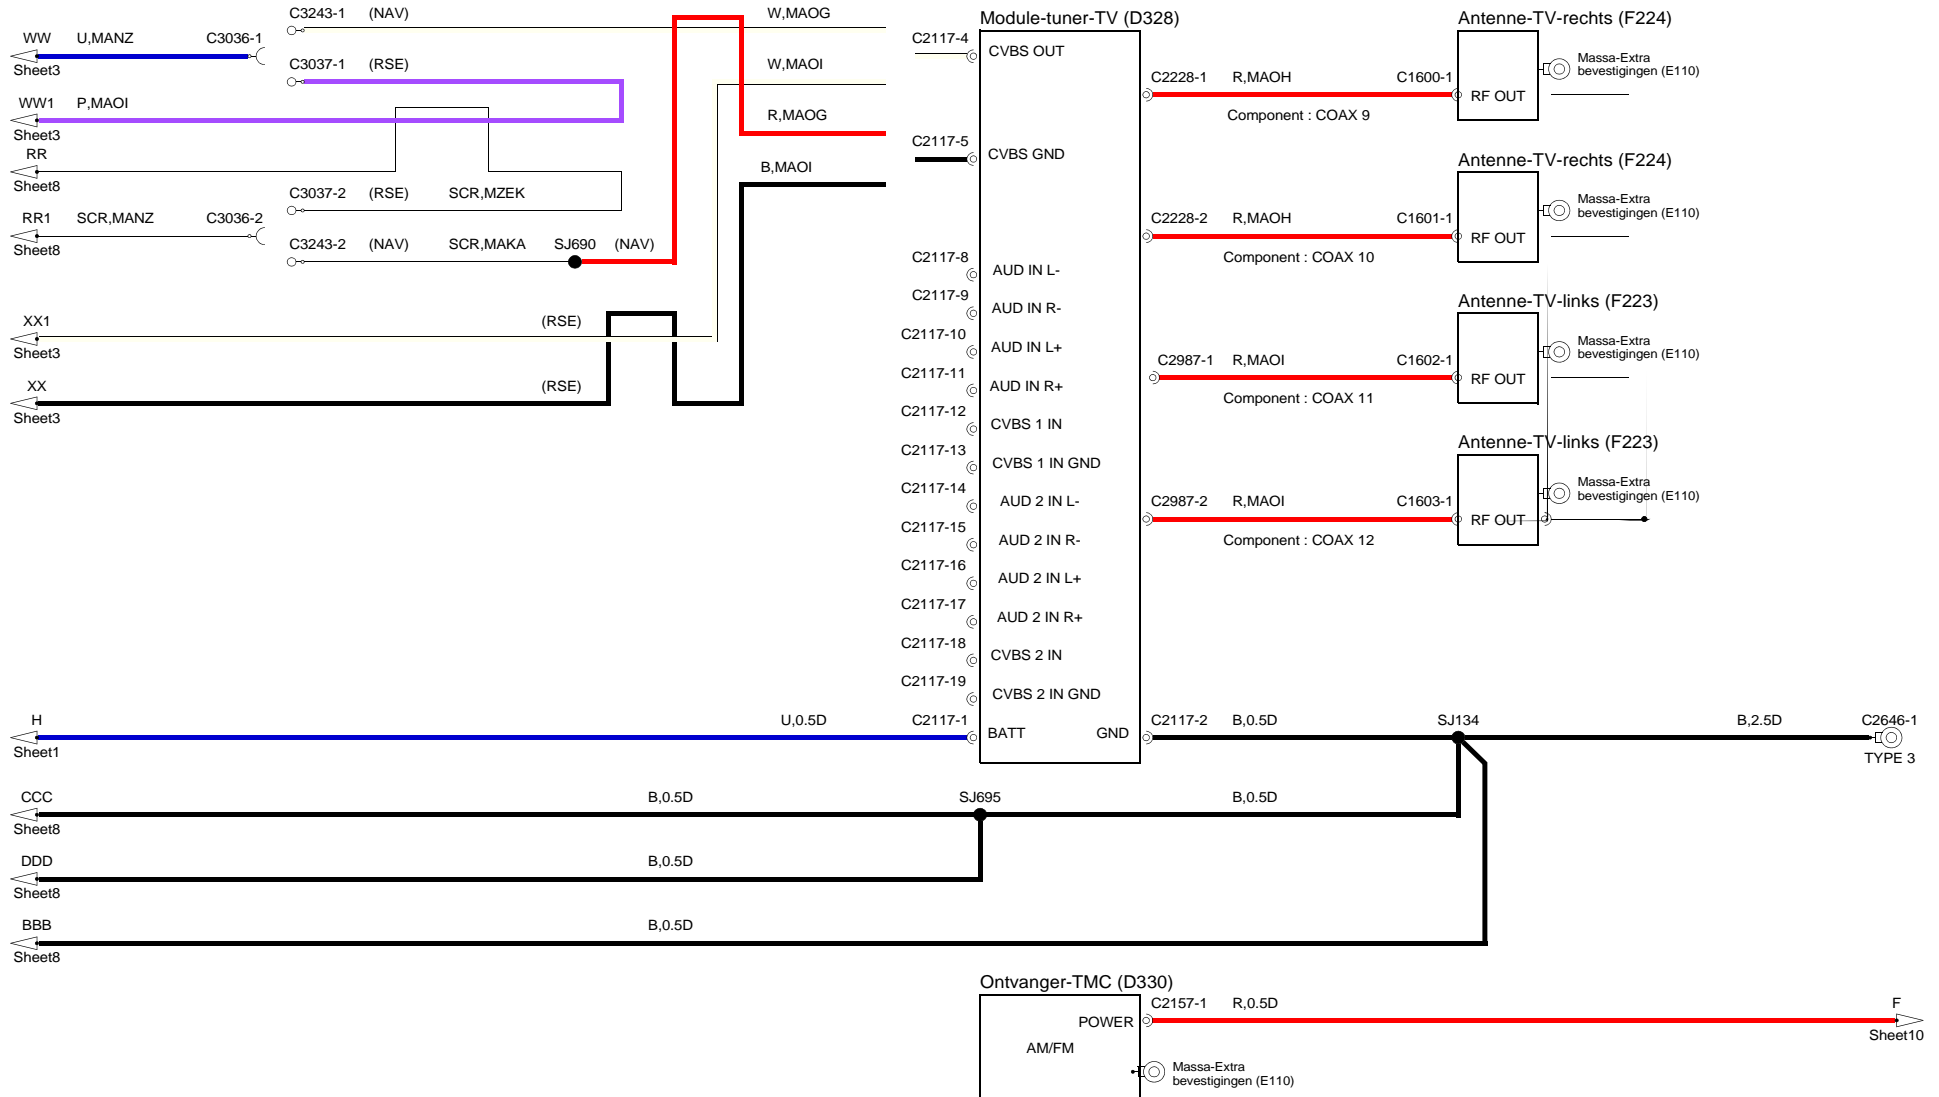 C3243-1 (NAV) W,MAOG
WW U,MANZ C3036-1
Sheet3
C3037-1 (RSE) W,MAOI
WW1 P,MAOI R,MAOG
Sheet3
RR
Sheet8
B,MAOI
C3037-2 (RSE) SCR,MZEK
RR1 SCR,MANZ C3036-2
Sheet8
C3243-2 (NAV) SCR,MAKA SJ690 (NAV)
XX1 (RSE)
Sheet3
XX (RSE)
Sheet3
Module-tuner-TV (D328)
C2117-4 CVBS OUT
C2117-5 CVBS GND
C2117-8 AUD IN L-
C2117-9 AUD IN R-
C2117-10 AUD IN L+
C2117-11 AUD IN R+
C2117-12 CVBS 1 IN
C2117-13 CVBS 1 IN GND
C2117-14 AUD 2 IN L-
C2117-15 AUD 2 IN R-
C2117-16 AUD 2 IN L+
C2117-17 AUD 2 IN R+
C2117-18 CVBS 2 IN
C2117-19 CVBS 2 IN GND
Antenne-TV-rechts (F224)
C2228-1 R,MAOH C1600-1 RF OUT
Massa-Extra
bevestigingen (E110)
Component : COAX 9
Antenne-TV-rechts (F224)
C2228-2 R,MAOH C1601-1 RF OUT
Massa-Extra
bevestigingen (E110)
Component : COAX 10
Antenne-TV-links (F223)
C2987-1 R,MAOI C1602-1 RF OUT
Massa-Extra
bevestigingen (E110)
Component : COAX 11
Antenne-TV-links (F223)
C2987-2 R,MAOI C1603-1 RF OUT
Massa-Extra
bevestigingen (E110)
Component : COAX 12
H U,0.5D C2117-1 BATT GND C2117-2 B,0.5D SJ134 B,2.5D C2646-1
Sheet1 TYPE 3
CCC B,0.5D SJ695 B,0.5D
Sheet8
DDD B,0.5D
Sheet8
BBB B,0.5D
Sheet8
Ontvanger-TMC (D330)
POWER C2157-1 R,0.5D F
Sheet10
AM/FM
Massa-Extra
bevestigingen (E110)